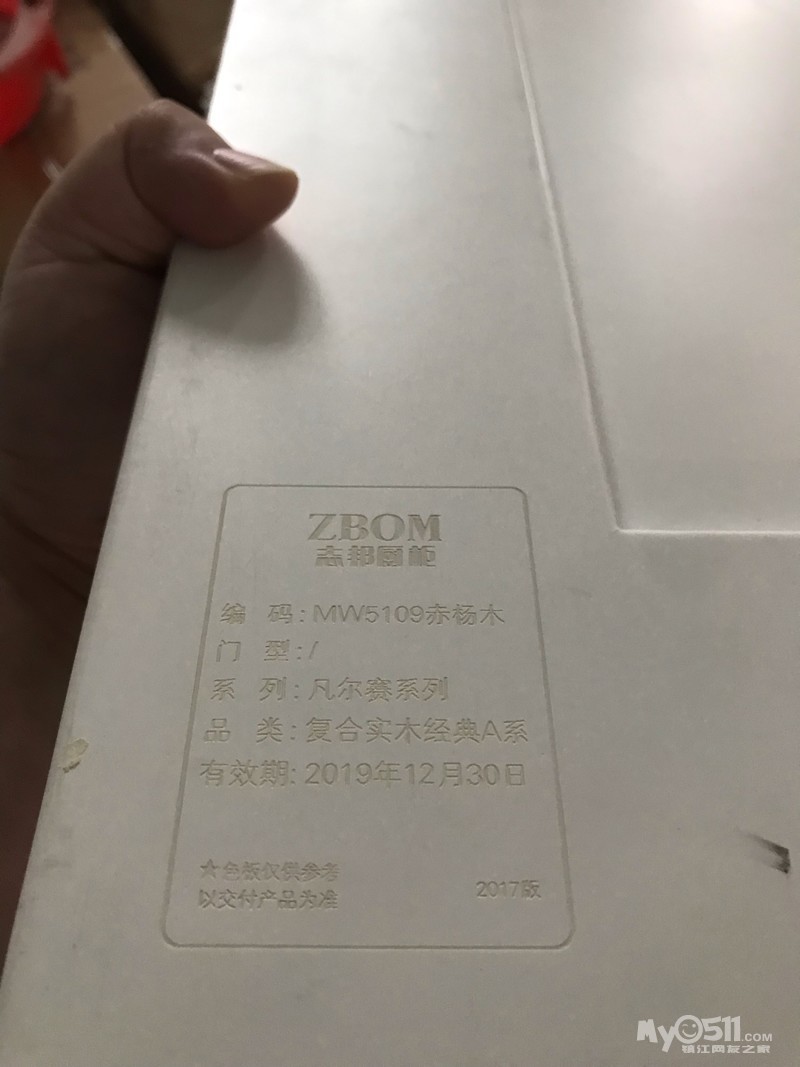 ZBOM
志邦厨柜
编 码:MW5109赤杨木
门 型:/
系 列:凡尔赛系列
品 类:复合实木经典A系
有效期:2019年12月30日
☆色板仅供参考
以交付产品为准
2017版
My0511.COM
镇江网友之家